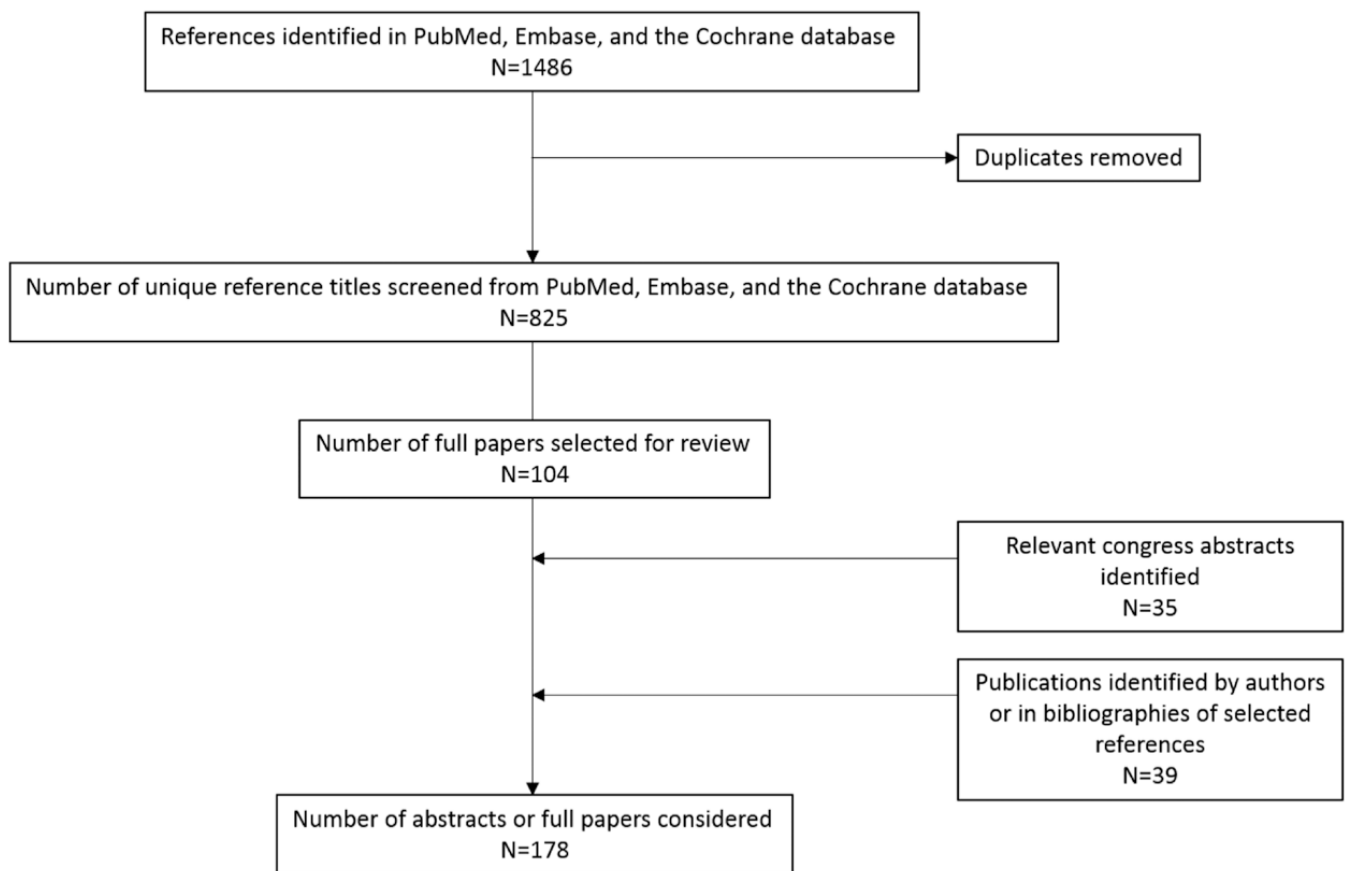 References identified in PubMed, Embase, and the Cochrane database
N=1486
Duplicates removed
Number of unique reference titles screened from PubMed, Embase, and the Cochrane database
N=825
Number of full papers selected for review
N=104
Relevant congress abstracts
identified
N=35
Publications identified by authors
or in bibliographies of selected
references
N=39
Number of abstracts or full papers considered
N=178